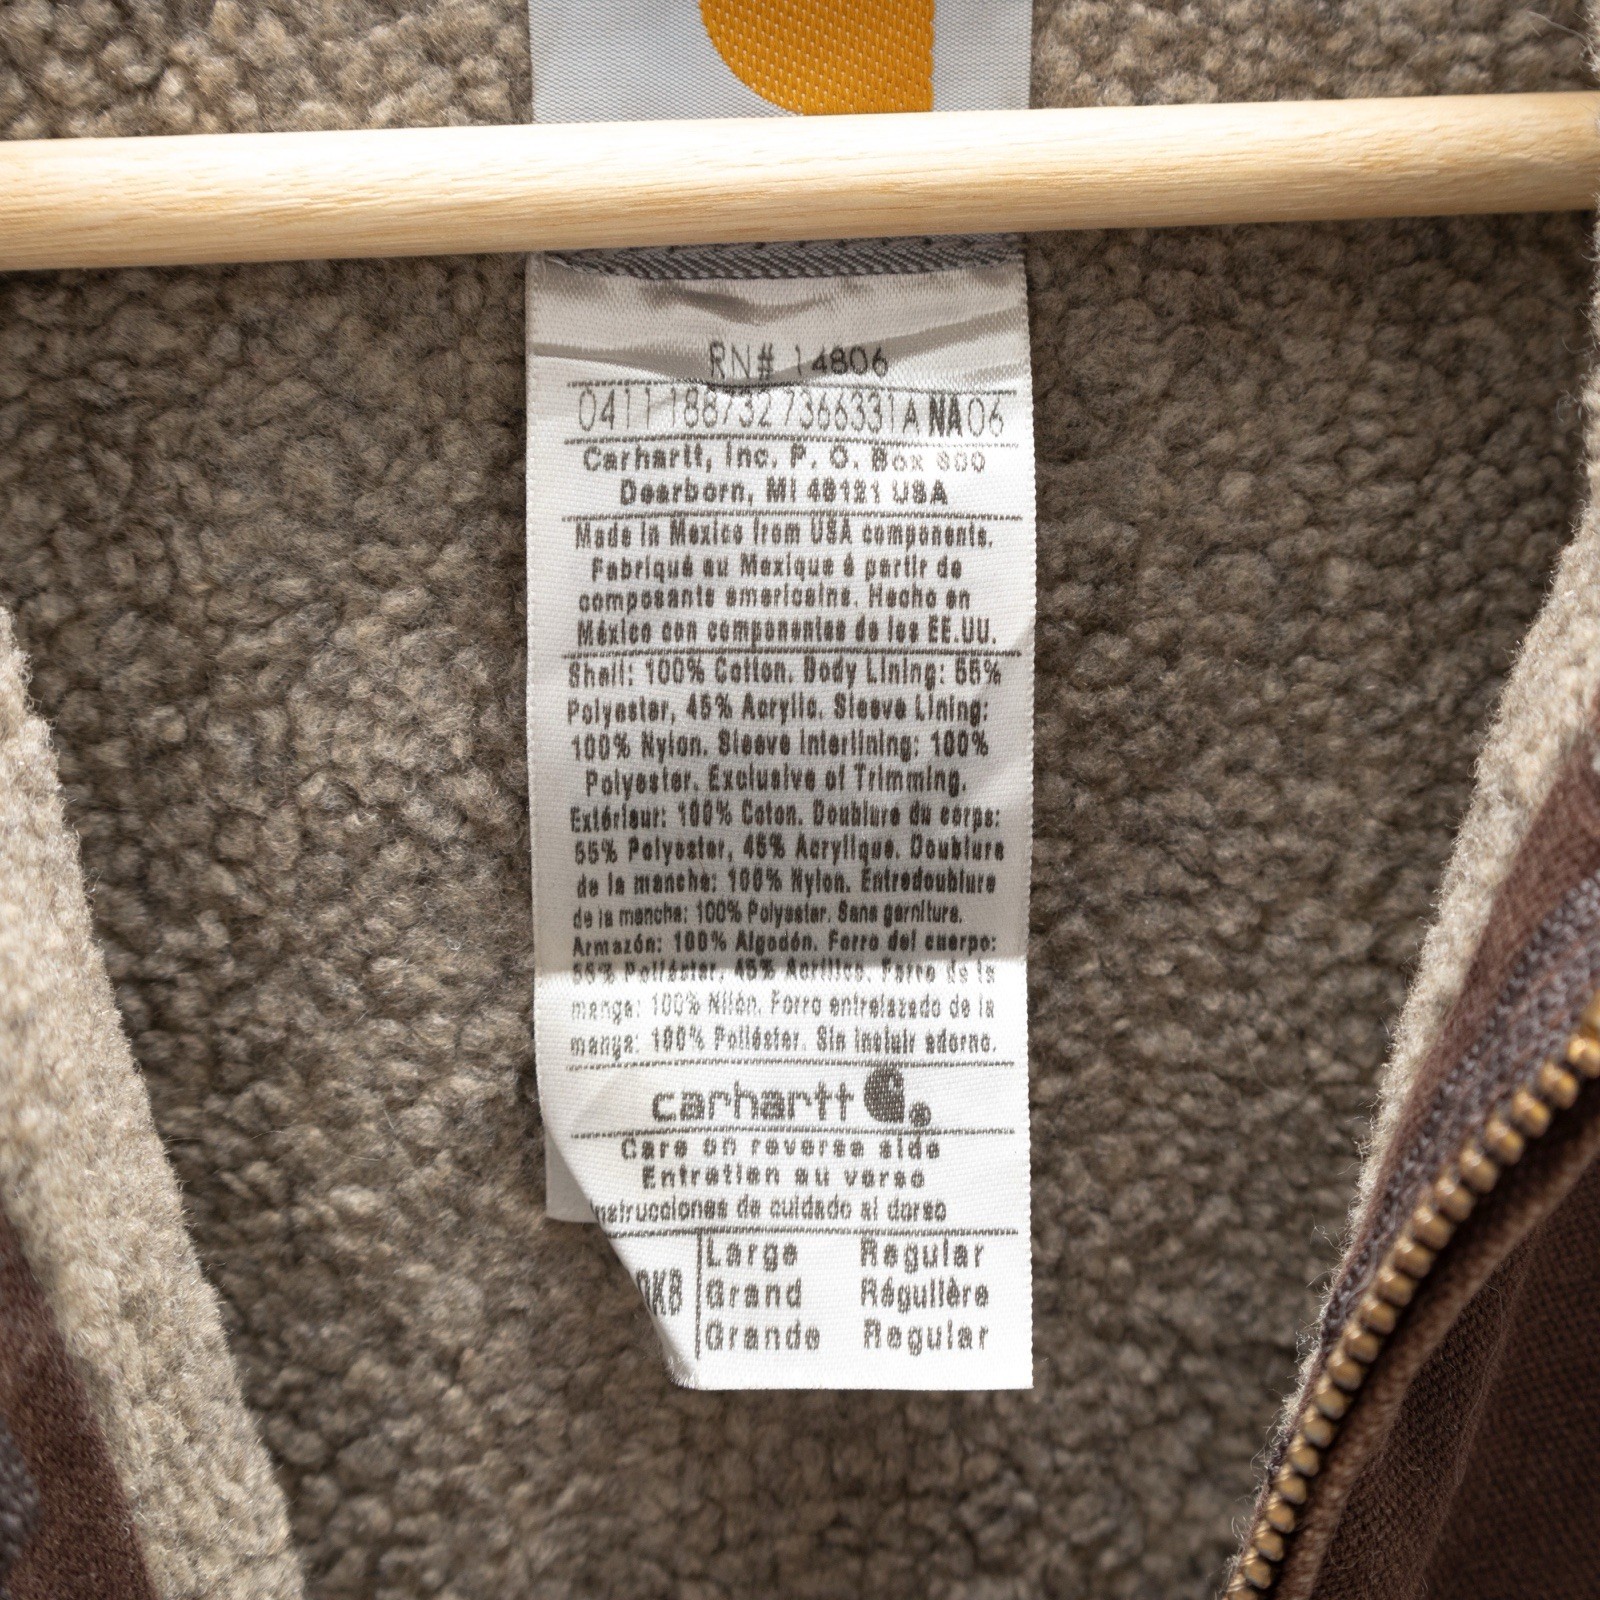 RN# 14806
0411188732 7366331A NA06
Carhartt, Inc. P. O. Box 600
Dearborn, MI 48121 USA
Made in Mexico from USA components.
Fabriqué au Mexique à partir de
composants americains. Hecho en
México con componentes de los EE.UU.
Shell: 100% Cotton. Body Lining: 55%
Polyester, 45% Acrylic. Sleeve Lining:
100% Nylon. Sleeve Interlining: 100%
Polyester. Exclusive of Trimming.
Extérieur: 100% Coton. Doublure du corps:
55% Polyester, 45% Acrylique. Doublure
de la manche: 100% Nylon. Entredoublure
de la manche: 100% Polyester. Sans garniture.
Armazón: 100% Algodón. Forro del cuerpo:
55% Poliéster, 45% Acrílico. Forro de la
manga: 100% Nilón. Forro entrelazado de la
manga: 100% Poliéster. Sin incluir adorno.
carhartt ®
Care on reverse side
Entretien au verso
Instrucciones de cuidado al dorso
Large Regular
Grand Régulière
Grande Regular